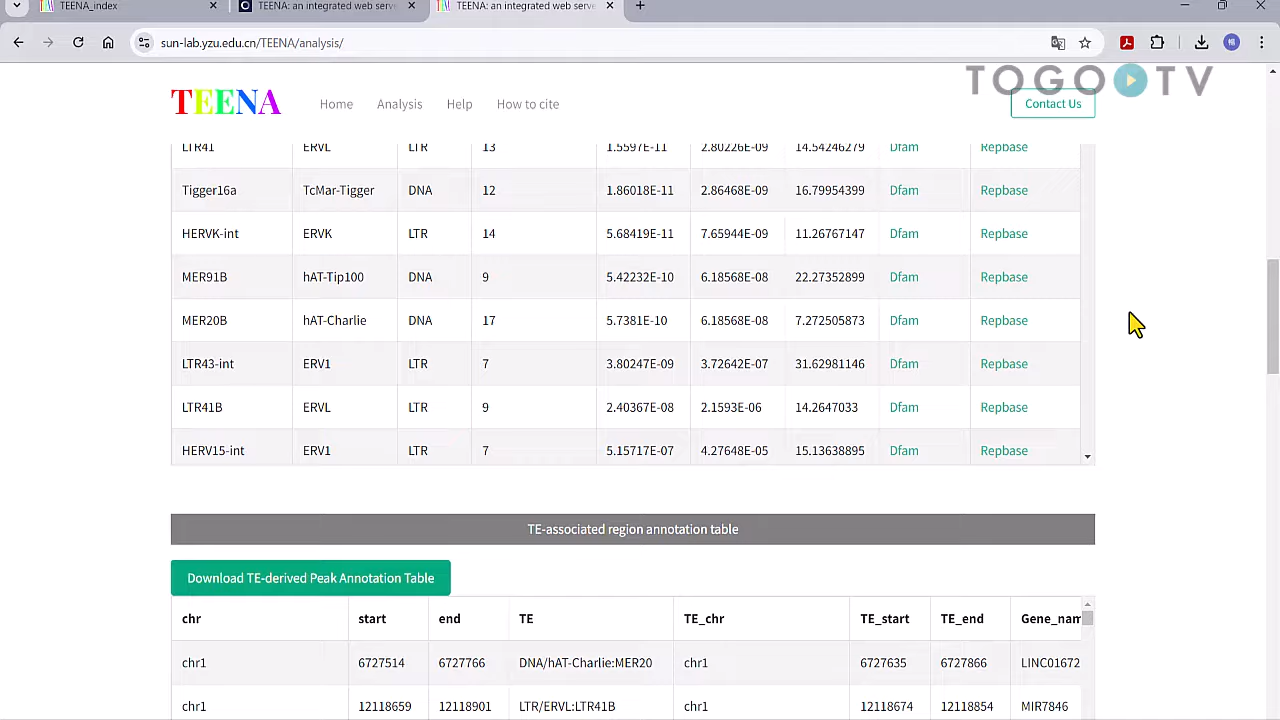 TEENA_index
TEENA: an integrated web serve
TEENA: an integrated web serve
sun-lab.yzu.edu.cn/TEENA/analysis/
TOGO TV
TEENA Home Analysis Help How to cite Contact Us
LTR41 ERVL LTR 13 1.5597E-11 2.80226E-09 14.54246279 Dfam Repbase
Tigger16a TcMar-Tigger DNA 12 1.86018E-11 2.86468E-09 16.79954399 Dfam Repbase
HERVK-int ERVK LTR 14 5.68419E-11 7.65944E-09 11.26767147 Dfam Repbase
MER91B hAT-Tip100 DNA 9 5.42232E-10 6.18568E-08 22.27352899 Dfam Repbase
MER20B hAT-Charlie DNA 17 5.7381E-10 6.18568E-08 7.272505873 Dfam Repbase
LTR43-int ERV1 LTR 7 3.80247E-09 3.72642E-07 31.62981146 Dfam Repbase
LTR41B ERVL LTR 9 2.40367E-08 2.1593E-06 14.2647033 Dfam Repbase
HERV15-int ERV1 LTR 7 5.15717E-07 4.27648E-05 15.13638895 Dfam Repbase
TE-associated region annotation table
Download TE-derived Peak Annotation Table
chr start end TE TE_chr TE_start TE_end Gene_nam
chr1 6727514 6727766 DNA/hAT-Charlie:MER20 chr1 6727635 6727866 LINC01672
chr1 12118659 12118901 LTR/ERVL:LTR41B chr1 12118674 12118854 MIR7846